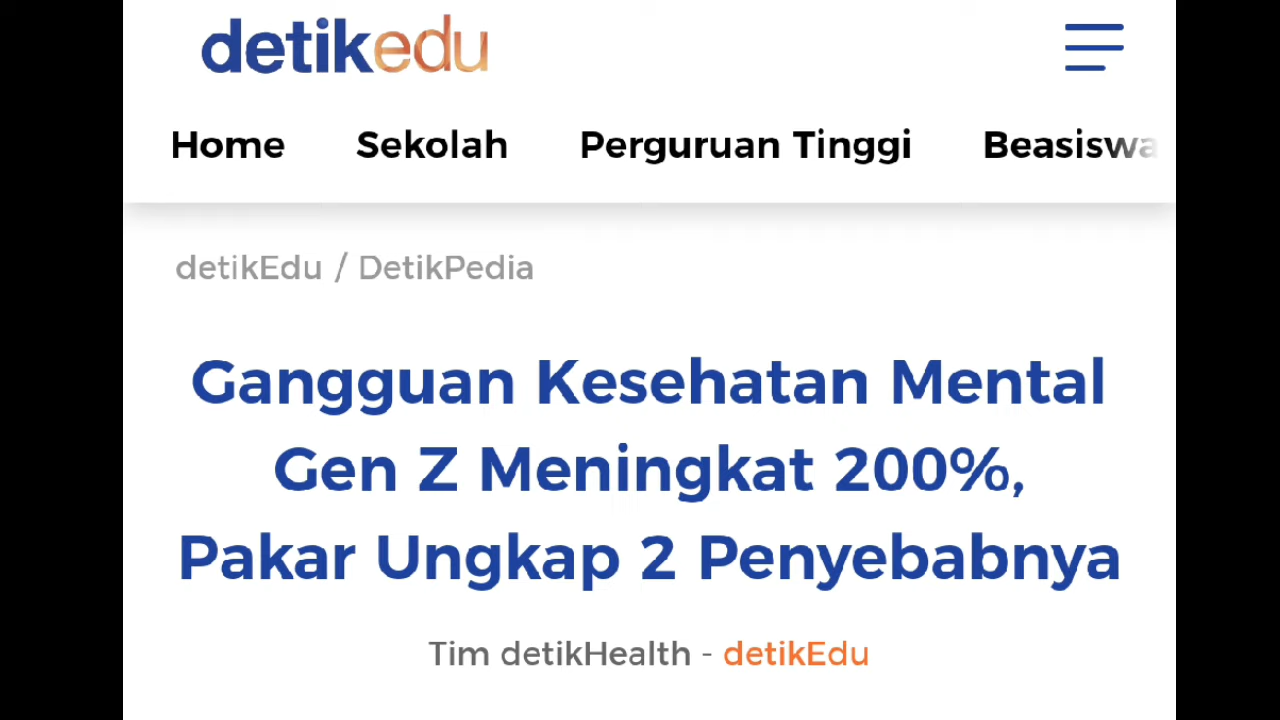 detikedu
Home Sekolah Perguruan Tinggi Beasiswa
detikEdu / DetikPedia
Gangguan Kesehatan Mental
Gen Z Meningkat 200%,
Pakar Ungkap 2 Penyebabnya
Tim detikHealth - detikEdu